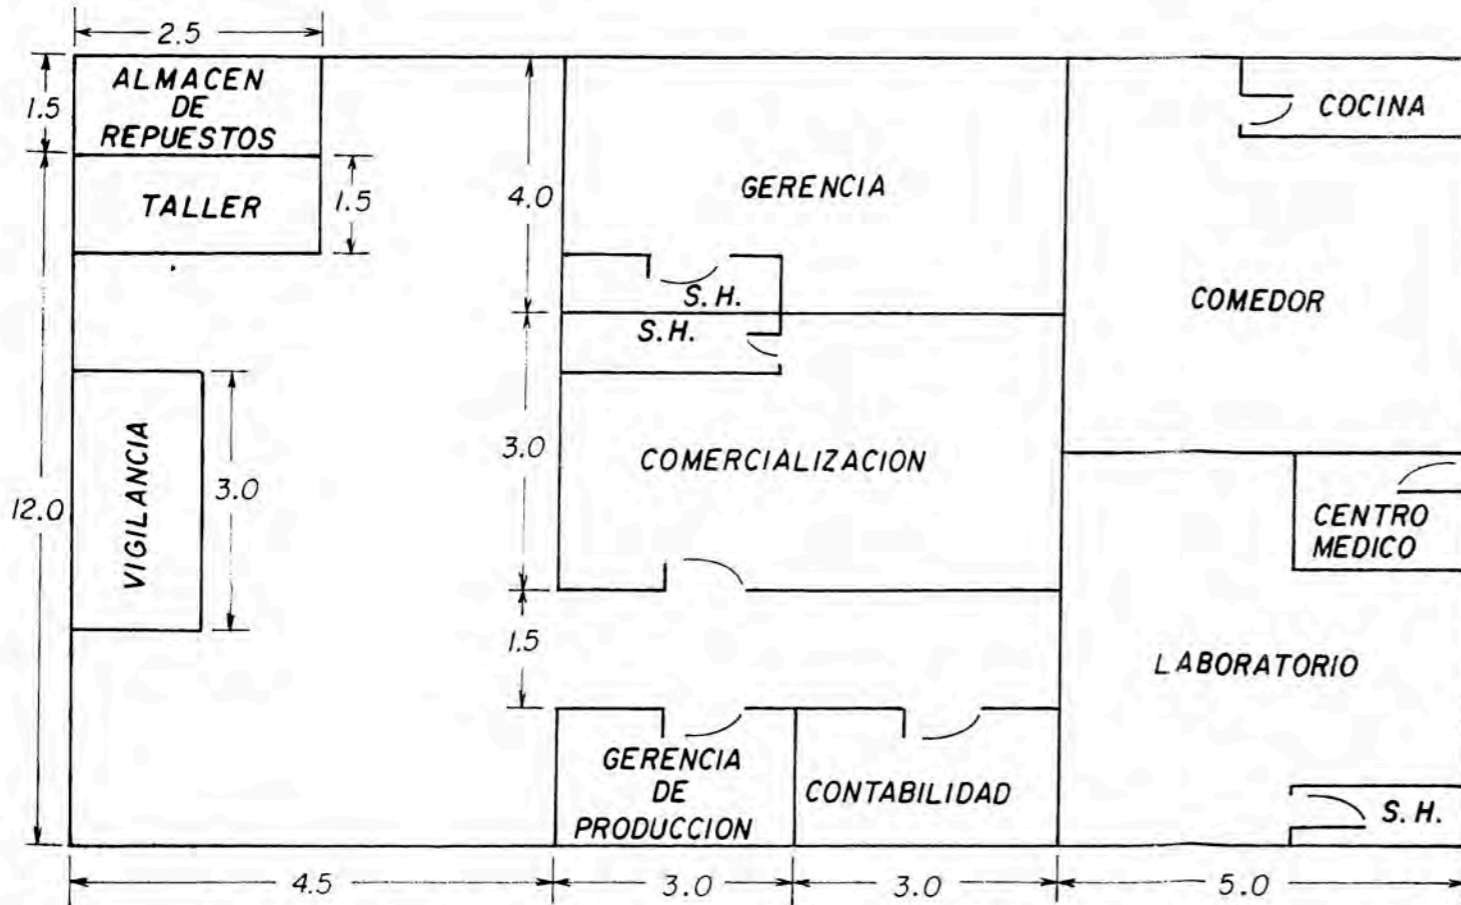 2.5
ALMACEN
DE
REPUESTOS
1.5
TALLER
1.5
4.0
GERENCIA
COCINA
S. H.
S. H.
COMEDOR
VIGILANCIA
3.0
12.0
3.0
COMERCIALIZACION
CENTRO
MEDICO
1.5
LABORATORIO
GERENCIA
DE
PRODUCCION
CONTABILIDAD
S. H.
4.5
3.0
3.0
5.0